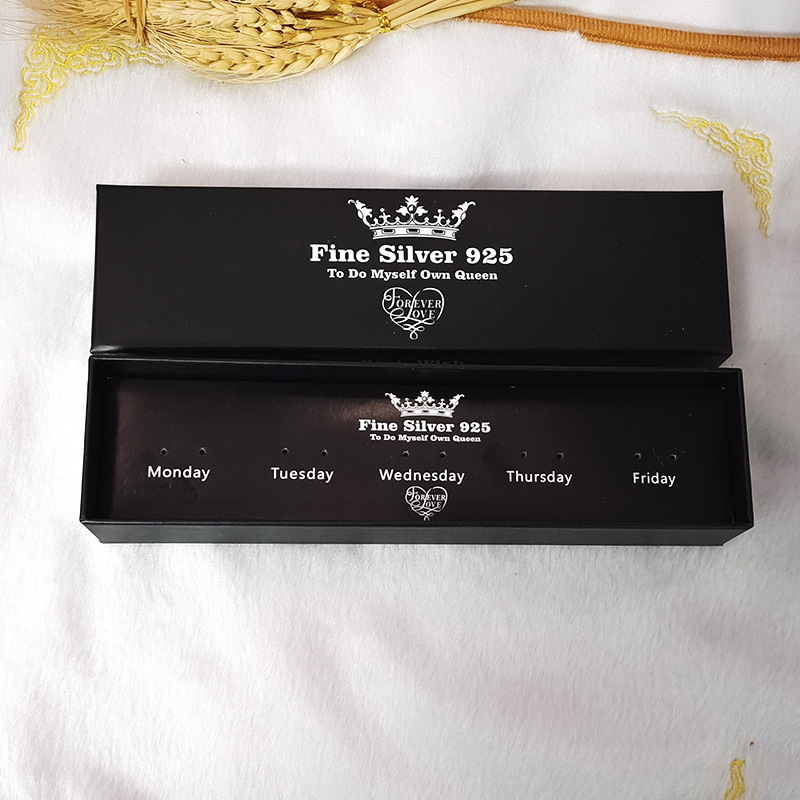 Fine Silver 925
To Do Myself Own Queen
FOREVER
LOVE
Fine Silver 925
To Do Myself Own Queen
Monday Tuesday Wednesday Thursday Friday
FOREVER
LOVE